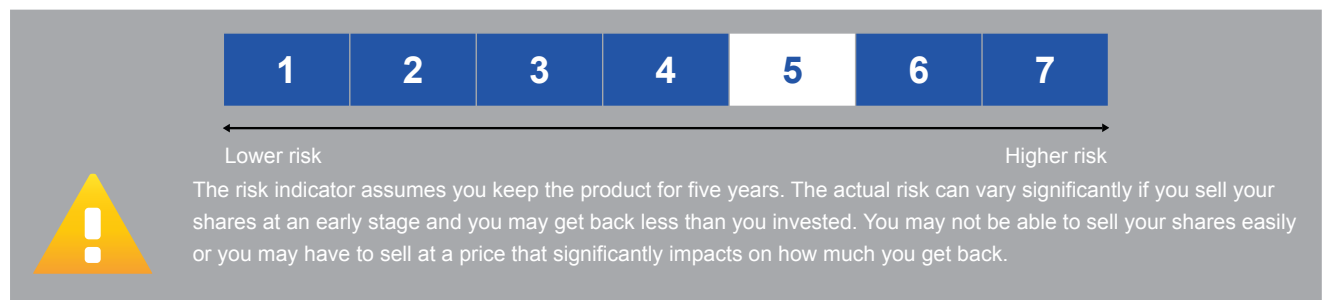 1 2 3 4 5 6 7
Lower risk Higher risk
The risk indicator assumes you keep the product for five years. The actual risk can vary significantly if you sell your
shares at an early stage and you may get back less than you invested. You may not be able to sell your shares easily
or you may have to sell at a price that significantly impacts on how much you get back.